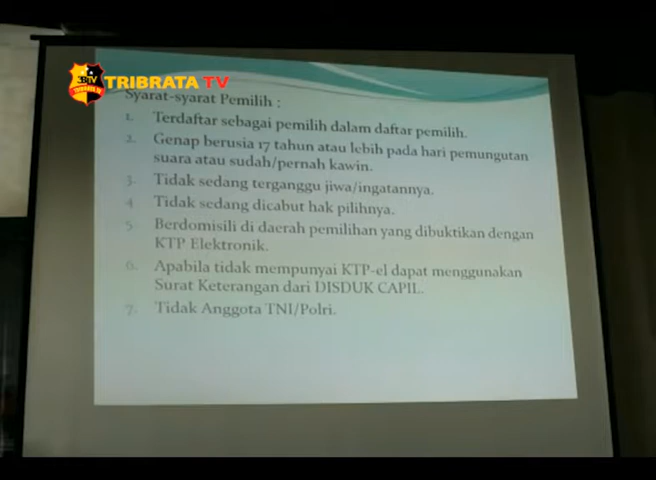 TRIBRATA TV
Syarat-syarat Pemilih :
1. Terdaftar sebagai pemilih dalam daftar pemilih.
2. Genap berusia 17 tahun atau lebih pada hari pemungutan
suara atau sudah/pernah kawin.
3. Tidak sedang terganggu jiwa/ingatannya.
4. Tidak sedang dicabut hak pilihnya.
5. Berdomisili di daerah pemilihan yang dibuktikan dengan
KTP Elektronik.
6. Apabila tidak mempunyai KTP-el dapat menggunakan
Surat Keterangan dari DISDUK CAPIL.
7. Tidak Anggota TNI/Polri.